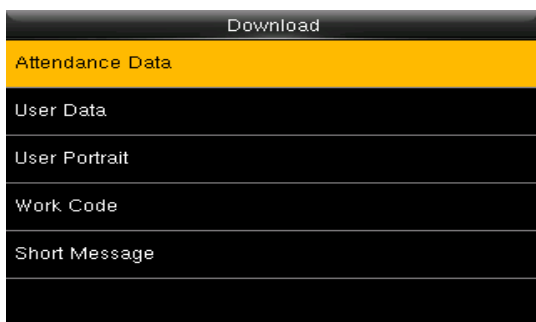 Download
Attendance Data
User Data
User Portrait
Work Code
Short Message